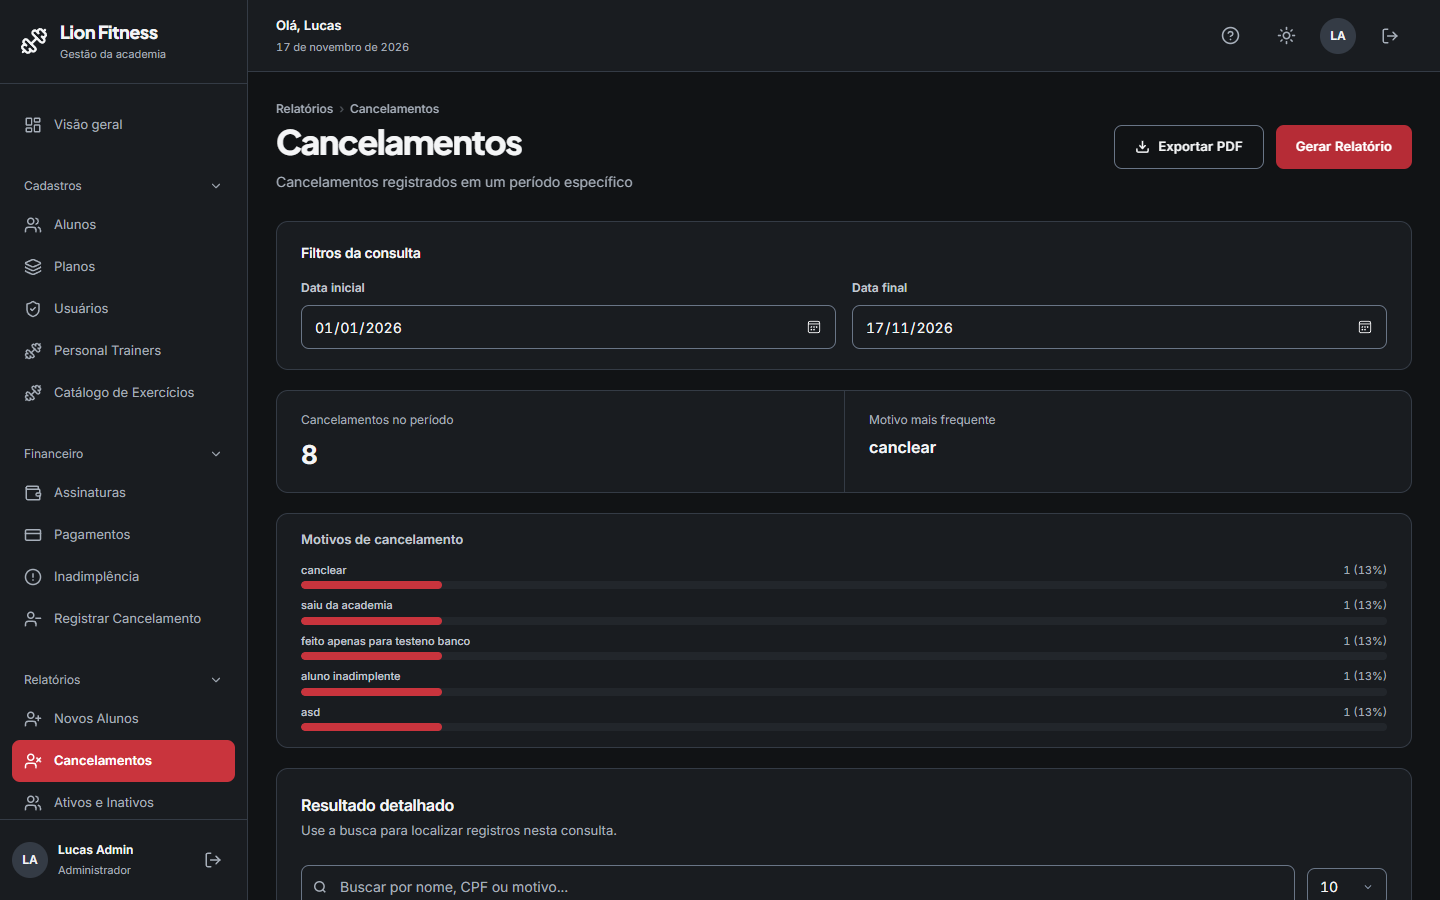 Lion Fitness
Gestão da academia
Visão geral
Cadastros
Alunos
Planos
Usuários
Personal Trainers
Catálogo de Exercícios
Financeiro
Assinaturas
Pagamentos
Inadimplência
Registrar Cancelamento
Relatórios
Novos Alunos
Cancelamentos
Ativos e Inativos
LA
Lucas Admin
Administrador
Olá, Lucas
17 de novembro de 2026
LA
Relatórios › Cancelamentos
Cancelamentos
Cancelamentos registrados em um período específico
Exportar PDF
Gerar Relatório
Filtros da consulta
Data inicial
01/01/2026
Data final
17/11/2026
Cancelamentos no período
8
Motivo mais frequente
canclear
Motivos de cancelamento
canclear 1 (13%)
saiu da academia 1 (13%)
feito apenas para testeno banco 1 (13%)
aluno inadimplente 1 (13%)
asd 1 (13%)
Resultado detalhado
Use a busca para localizar registros nesta consulta.
Buscar por nome, CPF ou motivo...
10